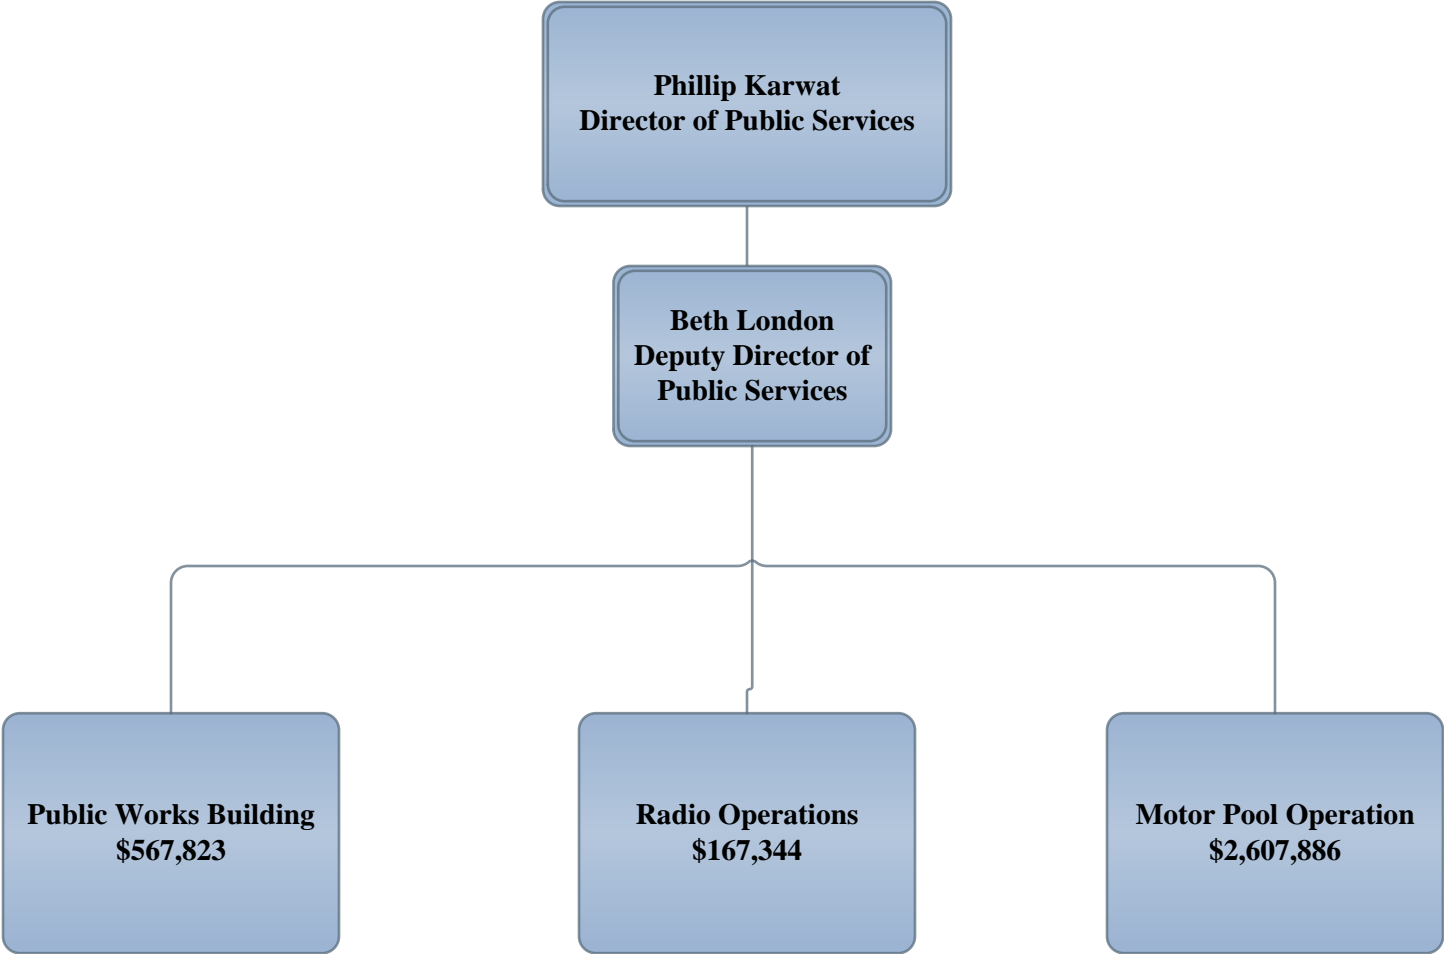 Phillip Karwat
Director of Public Services
Beth London
Deputy Director of
Public Services
Public Works Building
$567,823
Radio Operations
$167,344
Motor Pool Operation
$2,607,886